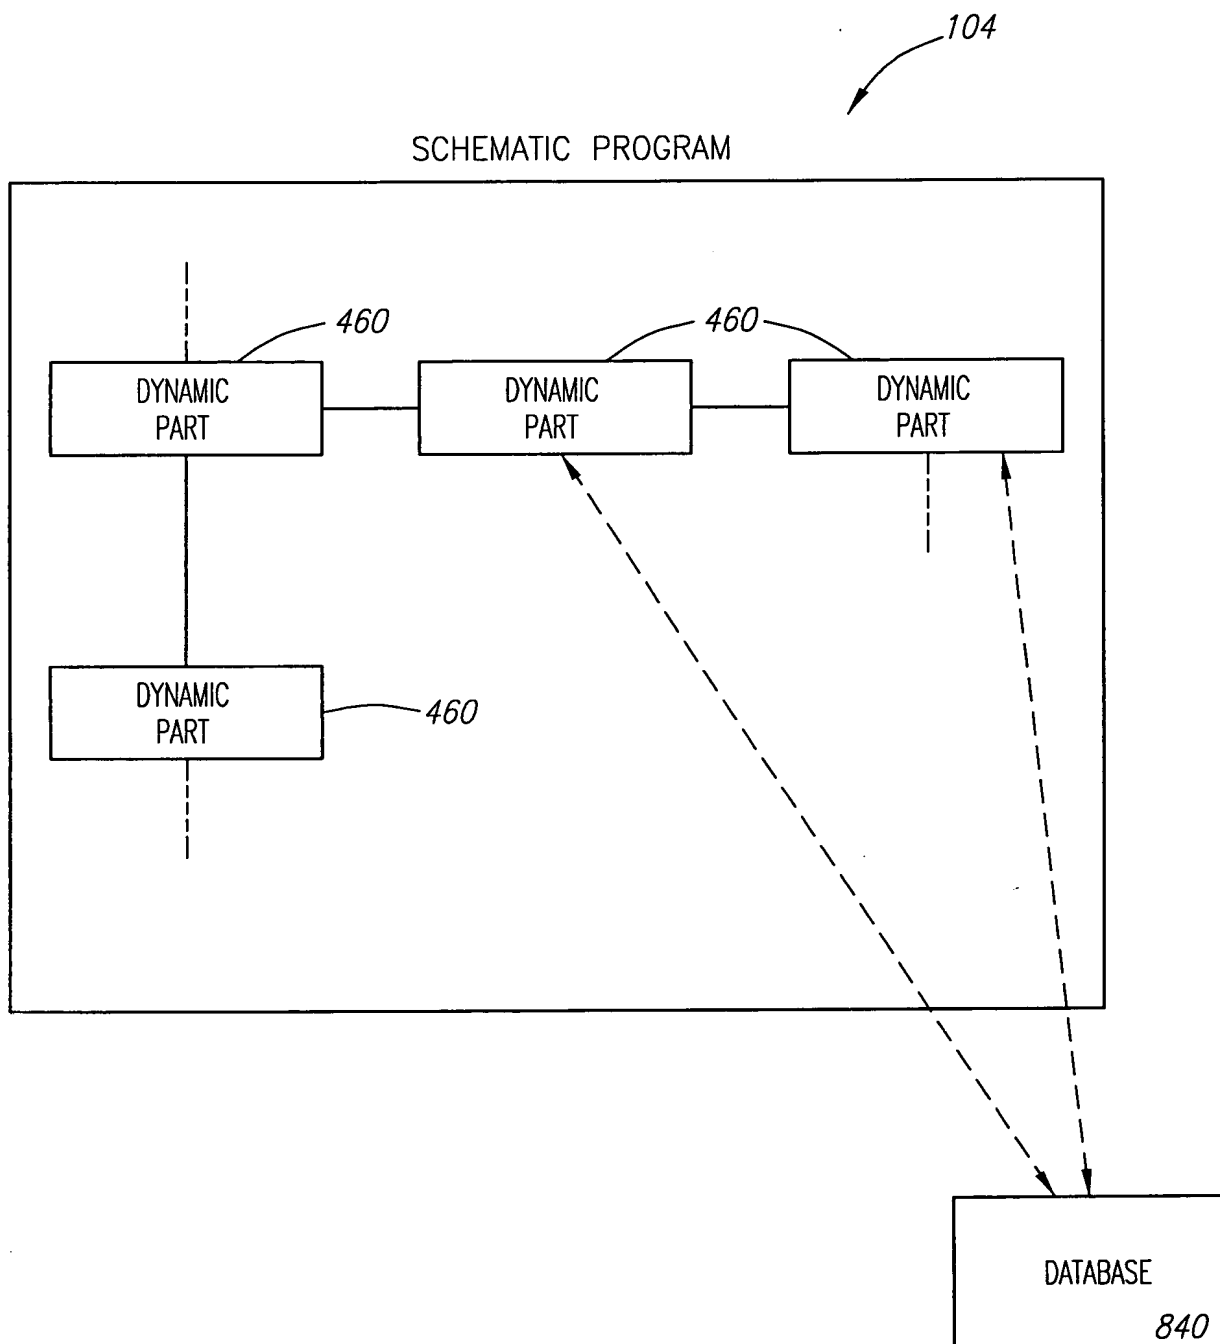 104
SCHEMATIC PROGRAM
460
460
DYNAMIC
PART
DYNAMIC
PART
DYNAMIC
PART
DYNAMIC
PART
460
DATABASE
840